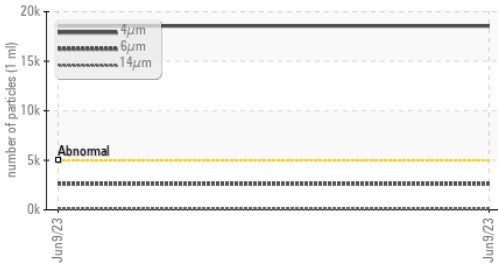 20k
4μm
6μm
14μm
15k
number of particles (1 ml)
10k
Abnormal
5k
0k
Jun9/23
Jun9/23